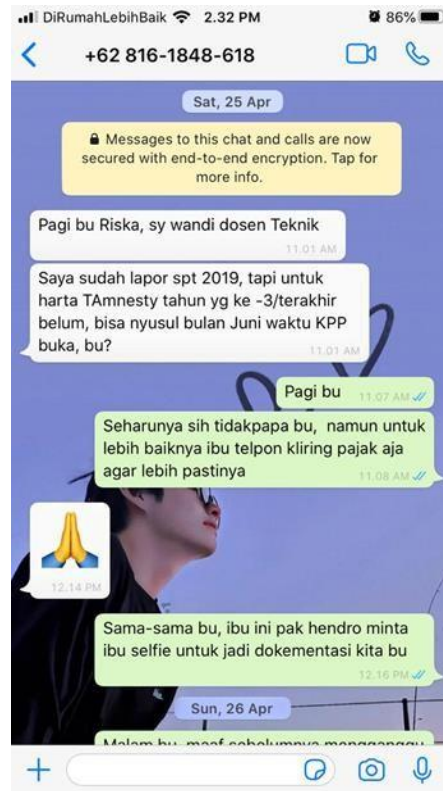 DiRumahLebihBaik 2.32 PM 86%
+62 816-1848-618
Sat, 25 Apr
Messages to this chat and calls are now
secured with end-to-end encryption. Tap for
more info.
Pagi bu Riska, sy wandi dosen Teknik
11.01 AM
Saya sudah lapor spt 2019, tapi untuk
harta TAmnesty tahun yg ke -3/terakhir
belum, bisa nyusul bulan Juni waktu KPP
buka, bu?
11.01 AM
Pagi bu 11.07 AM
Seharunya sih tidakpapa bu, namun untuk
lebih baiknya ibu telpon kliring pajak aja
agar lebih pastinya
11.08 AM
12.14 PM
Sama-sama bu, ibu ini pak hendro minta
ibu selfie untuk jadi dokementasi kita bu
12.16 PM
Sun, 26 Apr
Malam bu, maaf sebelumnya mengganggu